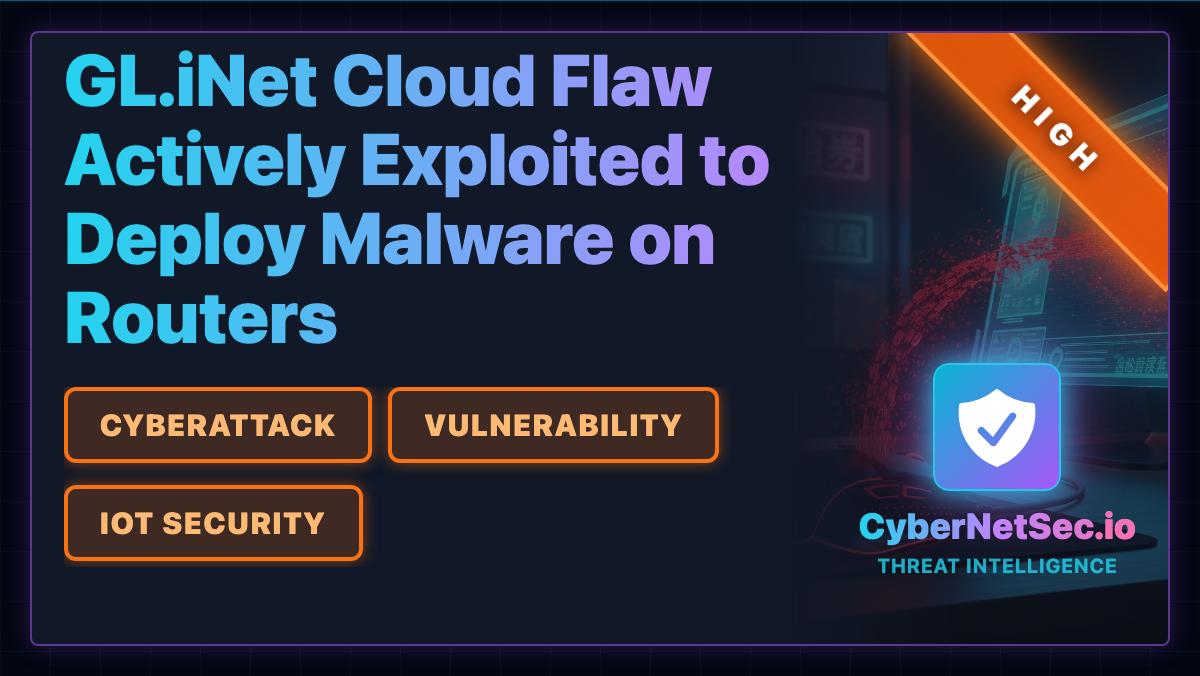 GL.iNet Cloud Flaw
Actively Exploited to
Deploy Malware on
Routers
HIGH
CYBERATTACK
VULNERABILITY
IOT SECURITY
CyberNetSec.io
THREAT INTELLIGENCE